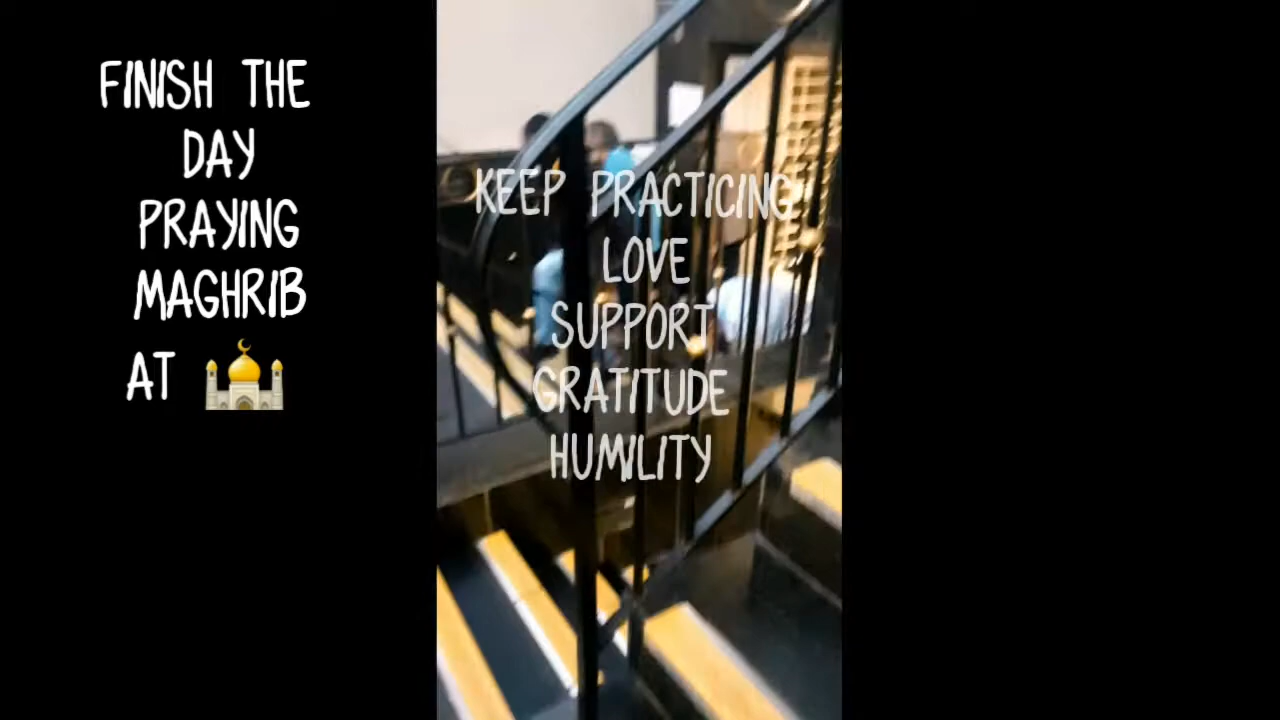 FINISH THE
DAY
PRAYING
MAGHRIB
AT 🕌
KEEP PRACTICING
LOVE
SUPPORT
GRATITUDE
HUMILITY